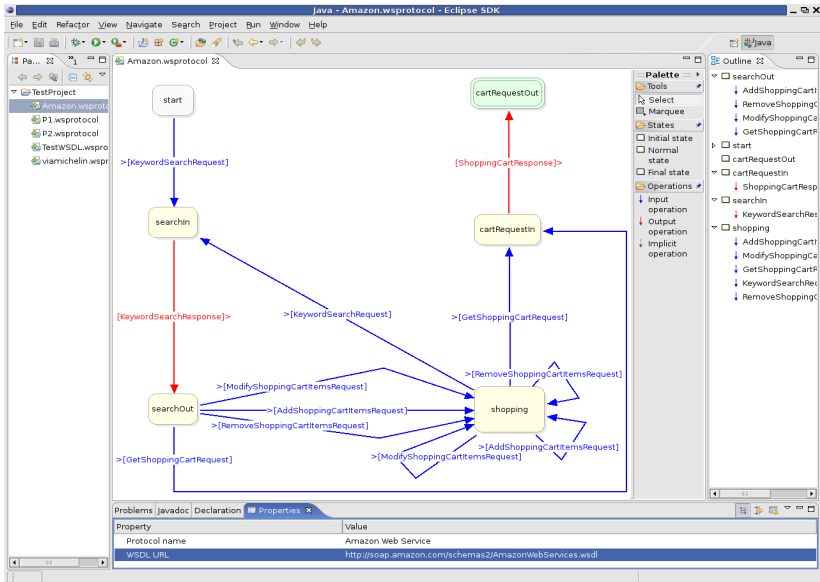 Java - Amazon.wsprotocol - Eclipse SDK
File Edit Refactor View Navigate Search Project Run Window Help
Java
Pa...
1
TestProject
Amazon.wsproto
P1.wsprotocol
P2.wsprotocol
TestWSDL.wspro
viamichelin.wspr
Amazon.wsprotocol
start
>[KeywordSearchRequest]
searchIn
[KeywordSearchResponse]>
searchOut
>[GetShoppingCartRequest]
>[ModifyShoppingCartItemsRequest]
>[AddShoppingCartItemsRequest]
>[RemoveShoppingCartItemsRequest]
>[KeywordSearchRequest]
cartRequestOut
[ShoppingCartResponse]>
cartRequestIn
>[GetShoppingCartRequest]
>[RemoveShoppingCartItemsRequest]
shopping
>[AddShoppingCartItemsRequest]
>[ModifyShoppingCartItemsRequest]
Palette
Tools
Select
Marquee
States
Initial state
Normal
state
Final state
Operations
Input
operation
Output
operation
Implicit
operation
Outline
searchOut
AddShoppingCartI
RemoveShoppingC
ModifyShoppingCa
GetShoppingCartR
start
cartRequestOut
cartRequestIn
ShoppingCartResp
searchIn
KeywordSearchRes
shopping
AddShoppingCartI
ModifyShoppingCa
GetShoppingCartR
KeywordSearchRec
RemoveShoppingC
Problems Javadoc Declaration Properties
Property Value
Protocol name Amazon Web Service
WSDL URL http://soap.amazon.com/schemas2/AmazonWebServices.wsdl